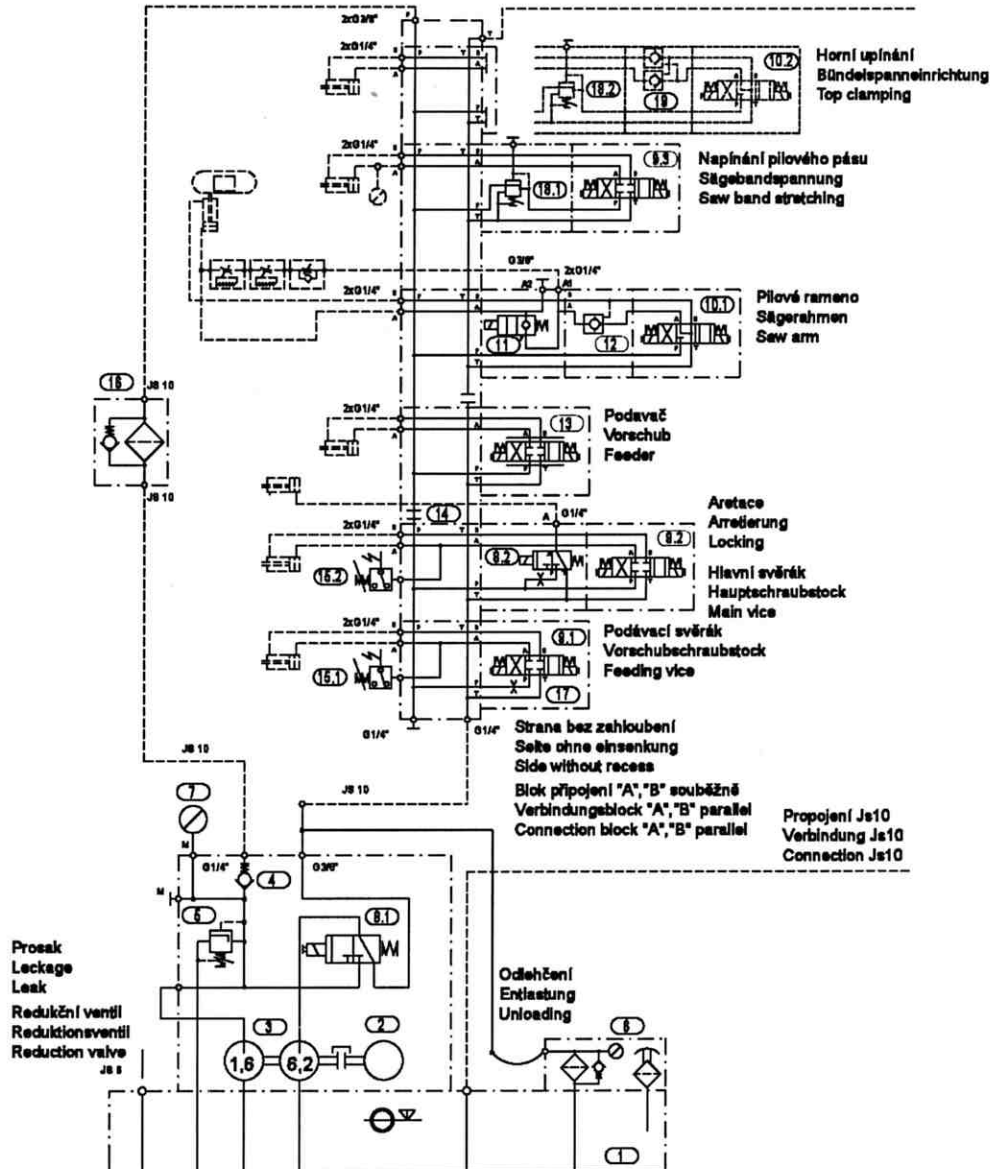 2xG3/8"
P
T
2xG1/4"
B
A
P
T
B
A
P
T
18.2
19
10.2
A
B
P
T
Horní upínání
Bündelspanneinrichtung
Top clamping
2xG1/4"
B
A
P
T
B
A
P
T
18.1
9.3
A
B
P
T
Napínání pilového pásu
Sägebandspannung
Saw band stretching
G3/8"
2xG1/4"
A2
A1
2xG1/4"
B
A
P
T
B
A
P
T
11
12
10.1
A
B
P
T
Pilové rameno
Sägerahmen
Saw arm
16
JS 10
JS 10
2xG1/4"
B
A
P
T
B
A
P
T
13
A
B
P
T
Podavač
Vorschub
Feeder
14
A
G1/4"
Aretace
Arretierung
Locking
2xG1/4"
B
A
P
T
B
A
P
T
15.2
8.2
9.2
A
B
P
T
Hlavní svěrák
Hauptschraubstock
Main vice
2xG1/4"
B
A
P
T
B
A
P
T
15.1
9.1
17
A
B
P
T
Podávací svěrák
Vorschubschraubstock
Feeding vice
G1/4"
G1/4"
Strana bez zahloubení
Seite ohne einsenkung
Side without recess
JS 10
JS 10
Blok připojení "A","B" souběžně
Verbindungsblock "A","B" parallel
Connection block "A","B" parallel
Propojení Js10
Verbindung Js10
Connection Js10
7
M
G1/4"
4
G3/8"
M
5
8.1
Prosak
Leckage
Leak
Redukční ventil
Reduktionsventil
Reduction valve
Odlehčení
Entlastung
Unloading
3
2
6
1,6
6,2
1